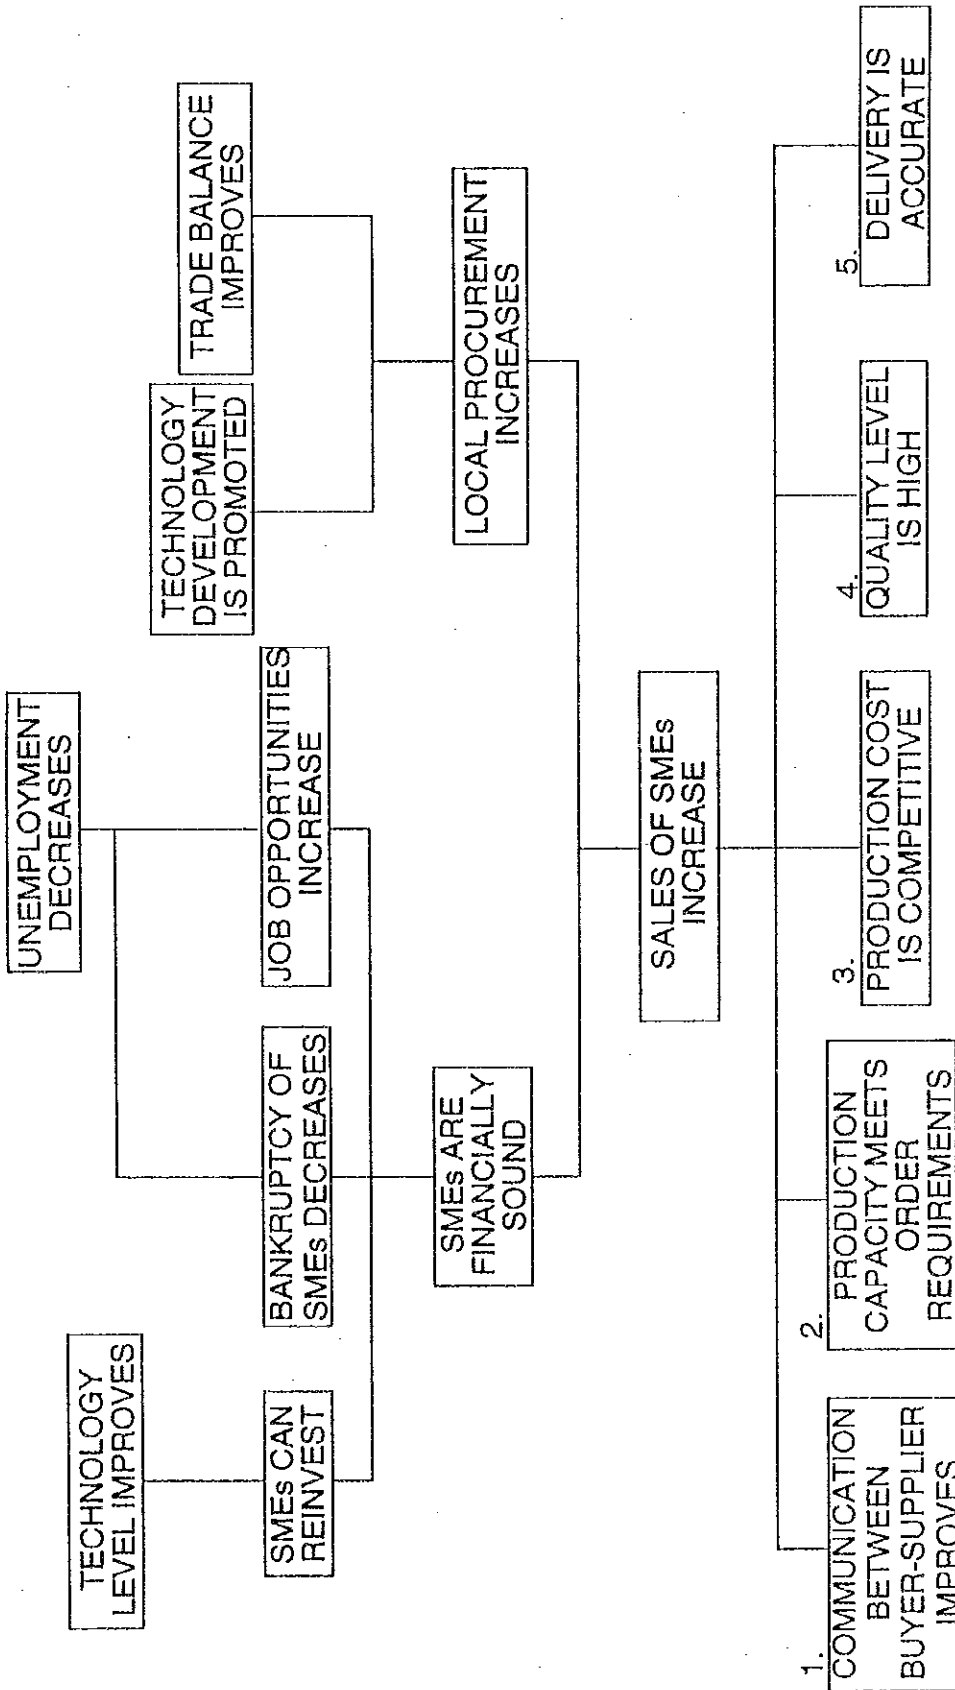 UNEMPLOYMENT
DECREASES
TECHNOLOGY
LEVEL IMPROVES
TECHNOLOGY
DEVELOPMENT
IS PROMOTED
TRADE BALANCE
IMPROVES
SMEs CAN
REINVEST
BANKRUPTCY OF
SMEs DECREASES
JOB OPPORTUNITIES
INCREASE
SMEs ARE
FINANCIALLY
SOUND
LOCAL PROCUREMENT
INCREASES
SALES OF SMEs
INCREASE
1.
COMMUNICATION
BETWEEN
BUYER-SUPPLIER
IMPROVES
2.
PRODUCTION
CAPACITY MEETS
ORDER
REQUIREMENTS
3.
PRODUCTION COST
IS COMPETITIVE
4.
QUALITY LEVEL
IS HIGH
5.
DELIVERY IS
ACCURATE